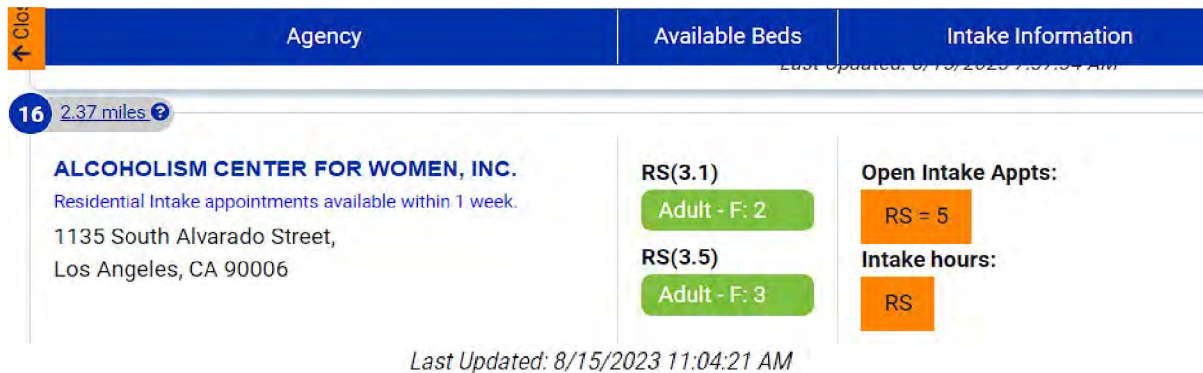 ← Clos
Agency
Available Beds
Intake Information
16 2.37 miles ?
ALCOHOLISM CENTER FOR WOMEN, INC.
Residential Intake appointments available within 1 week.
1135 South Alvarado Street,
Los Angeles, CA 90006
RS(3.1)
Adult - F: 2
RS(3.5)
Adult - F: 3
Open Intake Appts:
RS = 5
Intake hours:
RS
Last Updated: 8/15/2023 11:04:21 AM